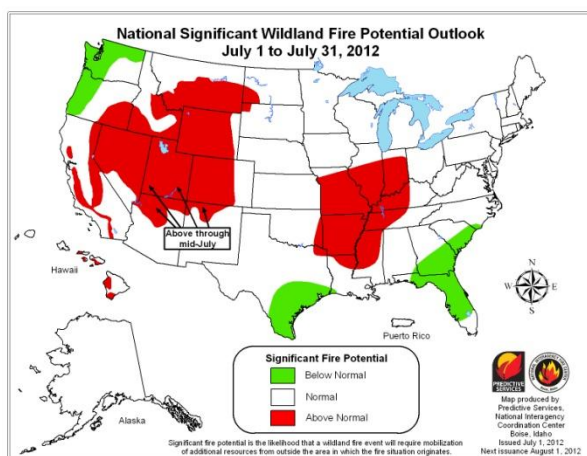 National Significant Wildland Fire Potential Outlook
July 1 to July 31, 2012
Above through
mid-July
Hawaii
N
W
E
S
Puerto Rico
Alaska
Significant Fire Potential
Below Normal
Normal
Above Normal
PREDICTIVE
SERVICES
Map produced by
Predictive Services,
National Interagency
Coordination Center
Boise, Idaho
Issued July 1, 2012
Next issuance August 1, 2012
Significant fire potential is the likelihood that a wildland fire event will require mobilization
of additional resources from outside the area in which the fire situation originates.